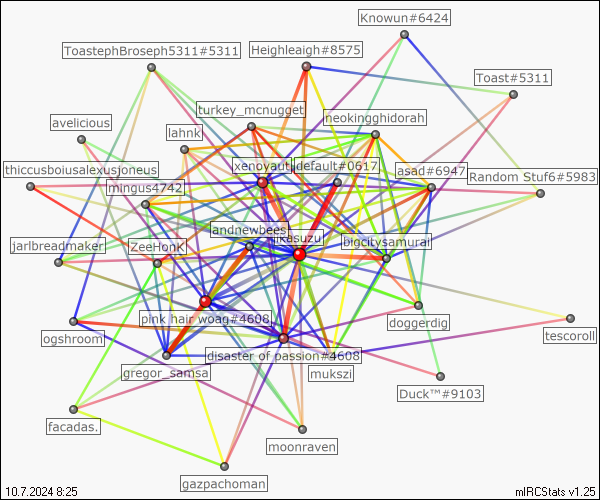 Knowun#6424
ToastephBroseph5311#5311
Heighleaigh#8575
Toast#5311
turkey_mcnugget
neokingghidorah
avelicious
lahnk
xenovault
default#0617
asad#6947
thiccusboiusalexusjoneus
Random Stuf6#5983
mingus4742
andnewbees
ikasuzu
jarlbreadmaker
ZeeHonK
bigcitysamurai
pink hair woag#4608
doggerdig
ogshroom
disaster of passion#4608
tescoroll
gregor_samsa
mukszi
Duck™#9103
facadas.
moonraven
gazpachoman
10.7.2024 8:25
mIRCStats v1.25